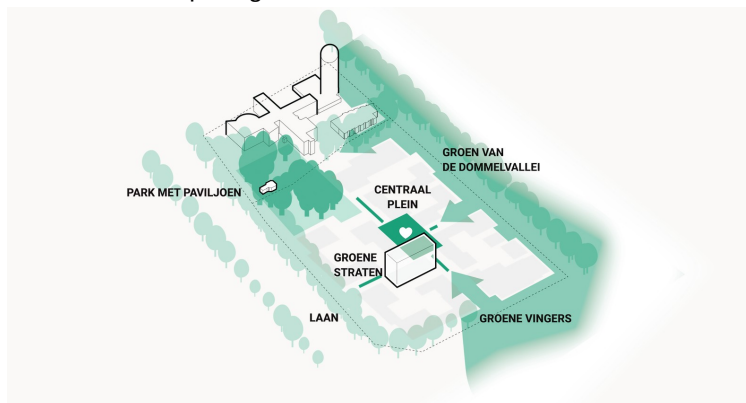 GROEN VAN
DE DOMMELVALLEI
PARK MET PAVILJOEN
CENTRAAL
PLEIN
GROENE
STRATEN
LAAN
GROENE VINGERS